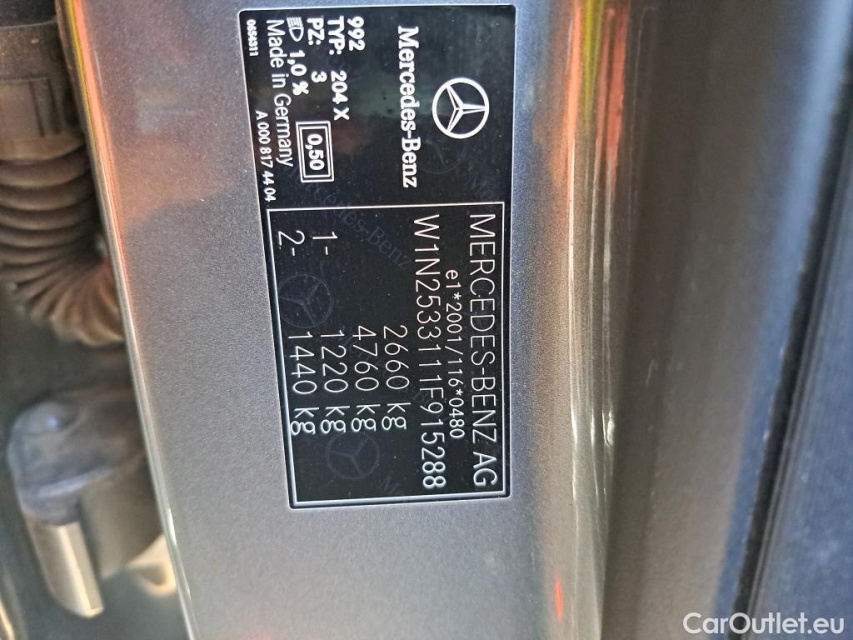 Mercedes-Benz
992
TYP: 204 X
PZ: 3
1,0 %
0,50
Made in Germany
0654311
A 000 817 44 04
MERCEDES-BENZ AG
e1*2001/116*0480
W1N2533111F915288
2660 kg
4760 kg
1- 1220 kg
2- 1440 kg
CarOutlet.eu